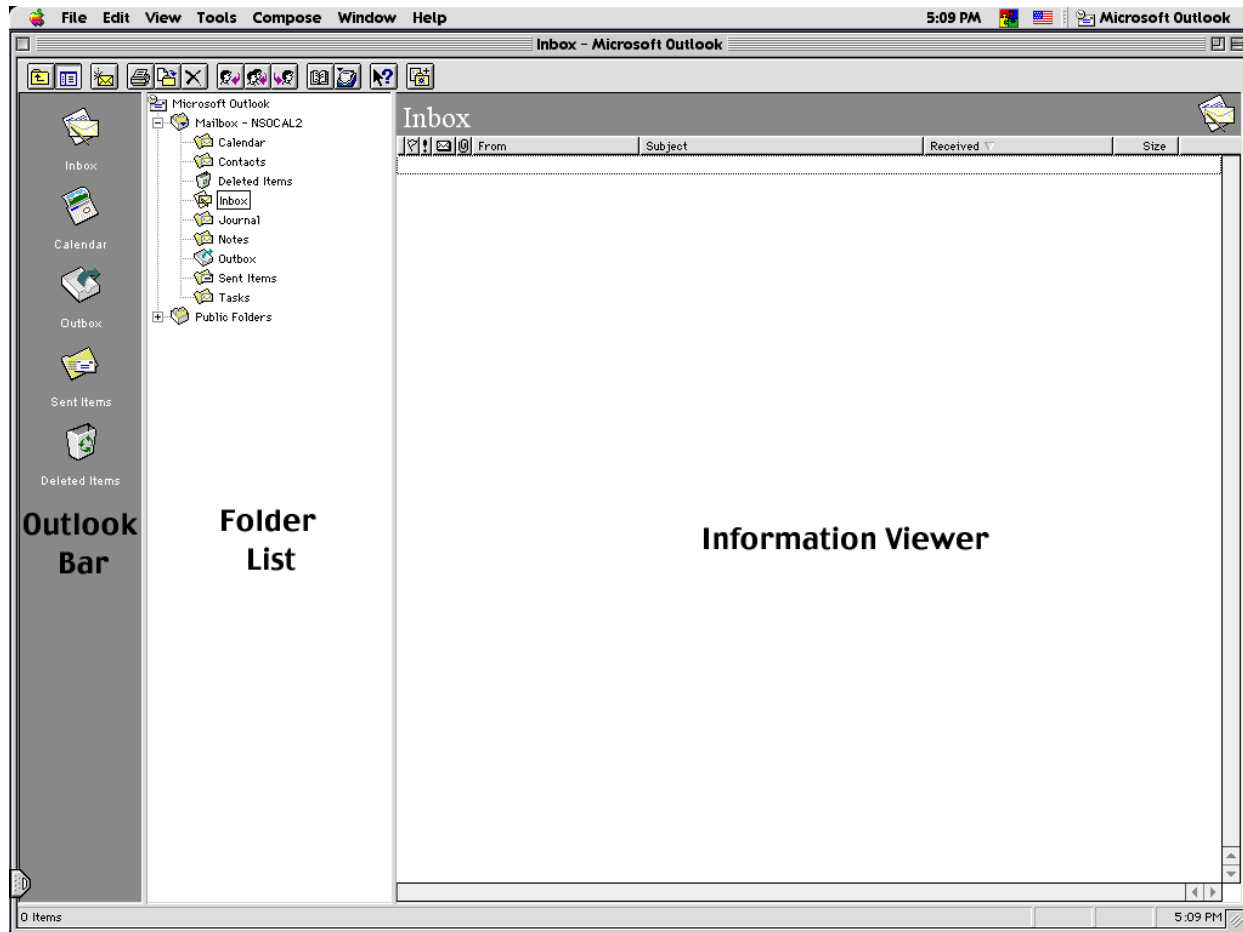 File Edit View Tools Compose Window Help 5:09 PM Microsoft Outlook
Inbox - Microsoft Outlook
Inbox
Calendar
Outbox
Sent Items
Deleted Items
Outlook
Bar
Microsoft Outlook
Mailbox - NSOCAL2
Calendar
Contacts
Deleted Items
Inbox
Journal
Notes
Outbox
Sent Items
Tasks
Public Folders
Folder
List
Inbox
! From Subject Received Size
Information Viewer
0 Items 5:09 PM